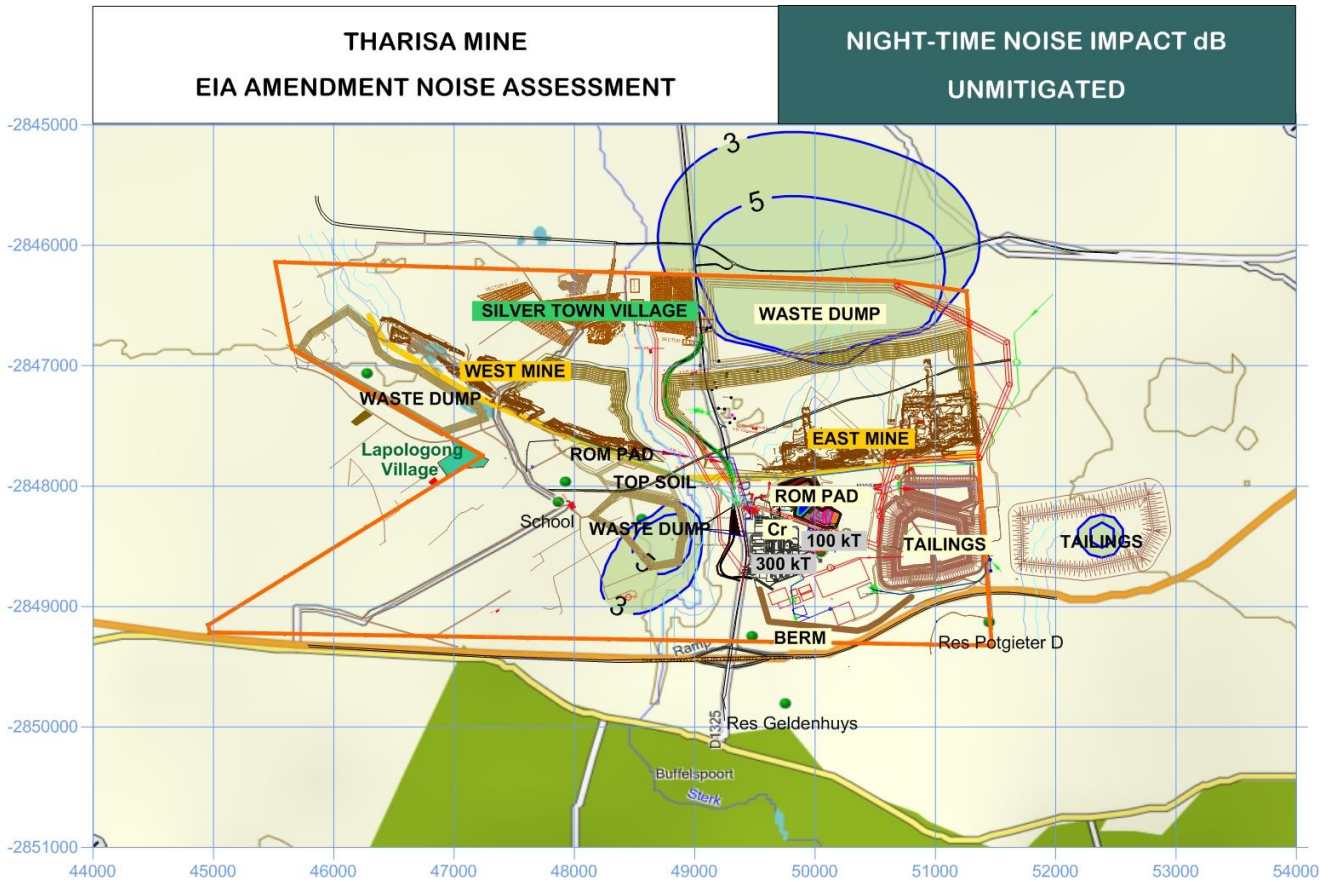 THARISA MINE
EIA AMENDMENT NOISE ASSESSMENT
NIGHT-TIME NOISE IMPACT dB
UNMITIGATED
-2845000
-2846000
-2847000
-2848000
-2849000
-2850000
-2851000
3
5
SILVER TOWN VILLAGE
WASTE DUMP
WEST MINE
WASTE DUMP
EAST MINE
Lapologong
Village
ROM PAD
TOP SOIL
ROM PAD
School
WASTE DUMP
Cr
100 kT
TAILINGS
TAILINGS
300 kT
5
3
BERM
Ramp
Res Potgieter D
D1325
Res Geldenhuys
Buffelspoort
Sterk
44000
45000
46000
47000
48000
49000
50000
51000
52000
53000
54000